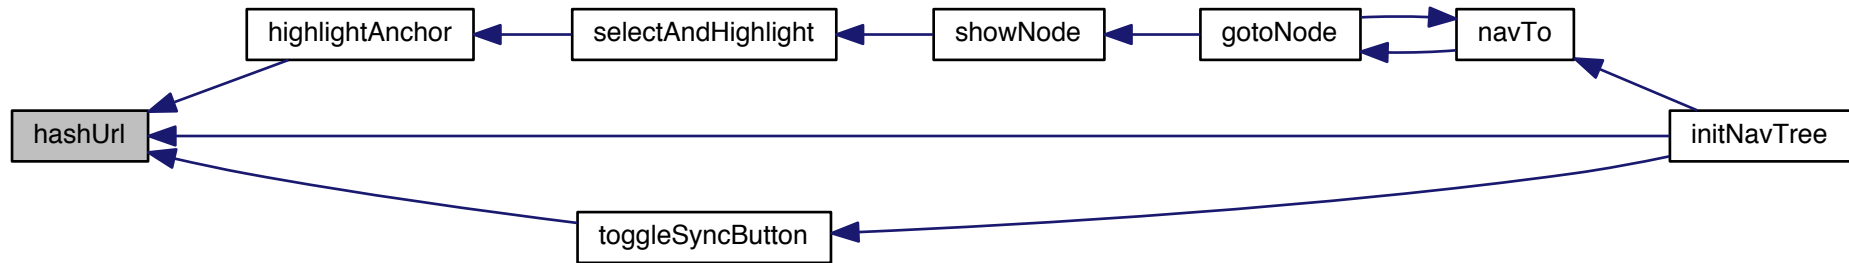 highlightAnchor
selectAndHighlight
showNode
gotoNode
navTo
hashUrl
initNavTree
toggleSyncButton